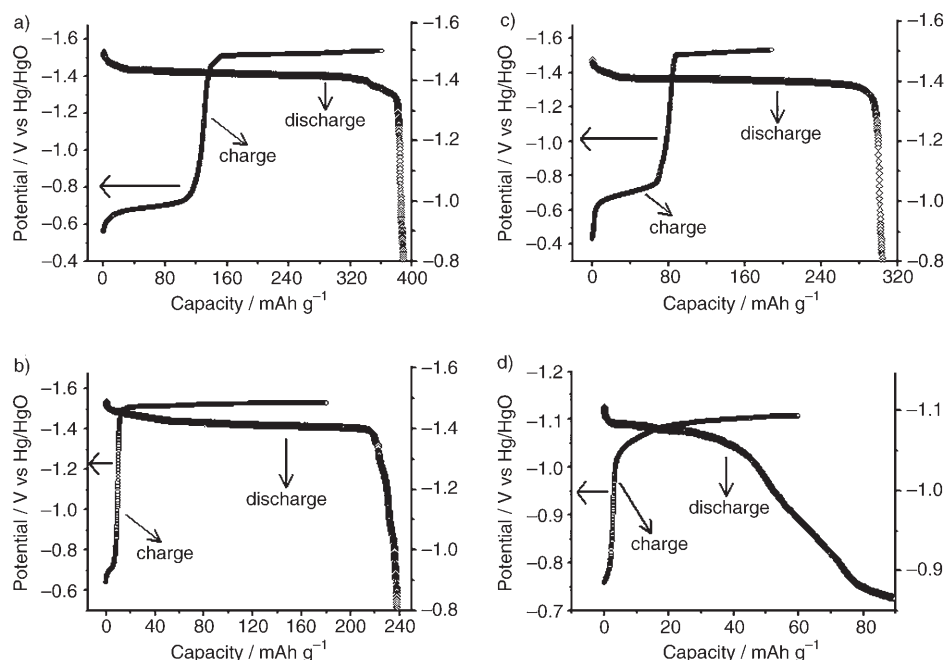 a)
Potential / V vs Hg/HgO
−1.6
−1.4
−1.2
−1.0
−0.8
−0.6
−0.4
discharge
charge
−1.6
−1.4
−1.2
−1.0
−0.8
0 80 160 240 320 400
Capacity / mAh g−1
c)
Potential / V vs Hg/HgO
−1.6
−1.4
−1.2
−1.0
−0.8
−0.6
−0.4
discharge
charge
−1.6
−1.4
−1.2
−1.0
−0.8
0 80 160 240 320
Capacity / mAh g−1
b)
Potential / V vs Hg/HgO
−1.6
−1.4
−1.2
−1.0
−0.8
−0.6
discharge
charge
−1.6
−1.4
−1.2
−1.0
−0.8
0 40 80 120 160 200 240
Capacity / mAh g−1
d)
Potential / V vs Hg/HgO
−1.2
−1.1
−1.0
−0.9
−0.8
−0.7
discharge
charge
−1.1
−1.0
−0.9
0 20 40 60 80
Capacity / mAh g−1